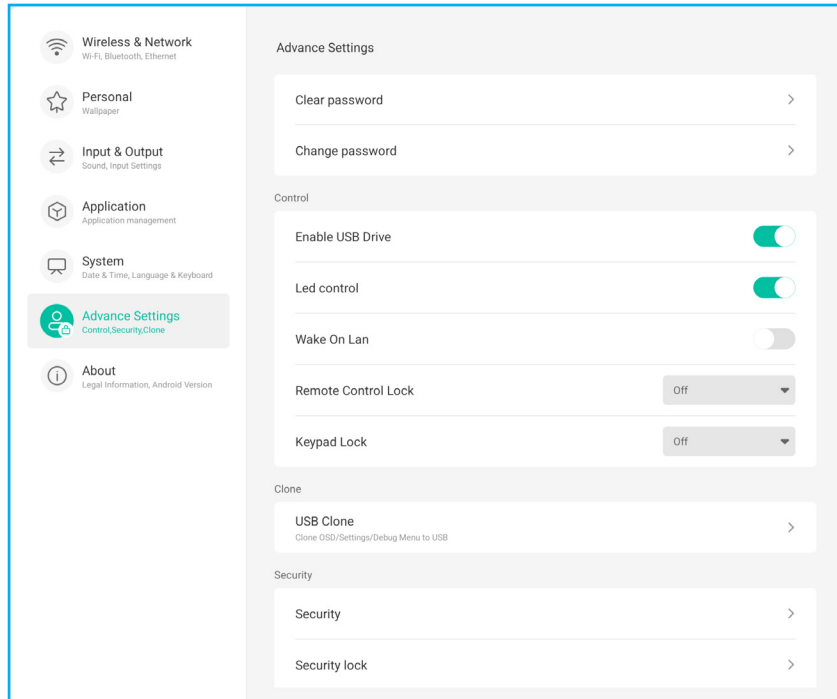 Wireless & Network
Wi-Fi, Bluetooth, Ethernet
Personal
Wallpaper
Input & Output
Sound, Input Settings
Application
Application management
System
Date & Time, Language & Keyboard
Advance Settings
Control,Security,Clone
About
Legal Information, Android Version
Advance Settings
Clear password
Change password
Control
Enable USB Drive
Led control
Wake On Lan
Remote Control Lock
Off
Keypad Lock
Off
Clone
USB Clone
Clone OSD/Settings/Debug Menu to USB
Security
Security
Security lock